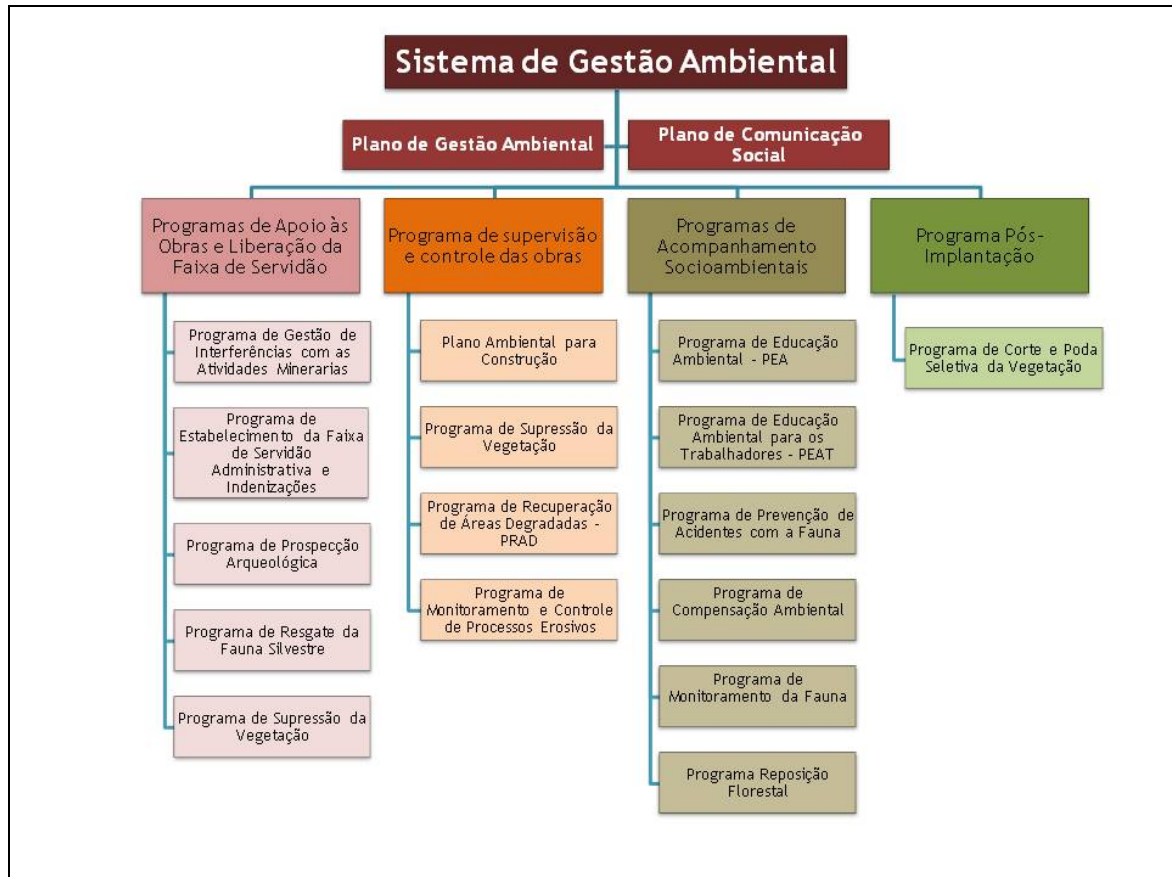 Sistema de Gestão Ambiental
Plano de Gestão Ambiental
Plano de Comunicação
Social
Programas de Apoio às
Obras e Liberação da
Faixa de Servidão
Programa de Gestão de
Interferências com as
Atividades Minerarias
Programa de
Estabelecimento da Faixa
de Servidão
Administrativa e
Indenizações
Programa de Prospecção
Arqueológica
Programa de Resgate da
Fauna Silvestre
Programa de Supressão da
Vegetação
Programa de supervisão
e controle das obras
Plano Ambiental para
Construção
Programa de Supressão da
Vegetação
Programa de Recuperação
de Áreas Degradadas -
PRAD
Programa de
Monitoramento e Controle
de Processos Erosivos
Programas de
Acompanhamento
Socioambientais
Programa de Educação
Ambiental - PEA
Programa de Educação
Ambiental para os
Trabalhadores - PEAT
Programa de Prevenção de
Acidentes com a Fauna
Programa de
Compensação Ambiental
Programa de
Monitoramento da Fauna
Programa Reposição
Florestal
Programa Pós-
Implantação
Programa de Corte e Poda
Seletiva da Vegetação